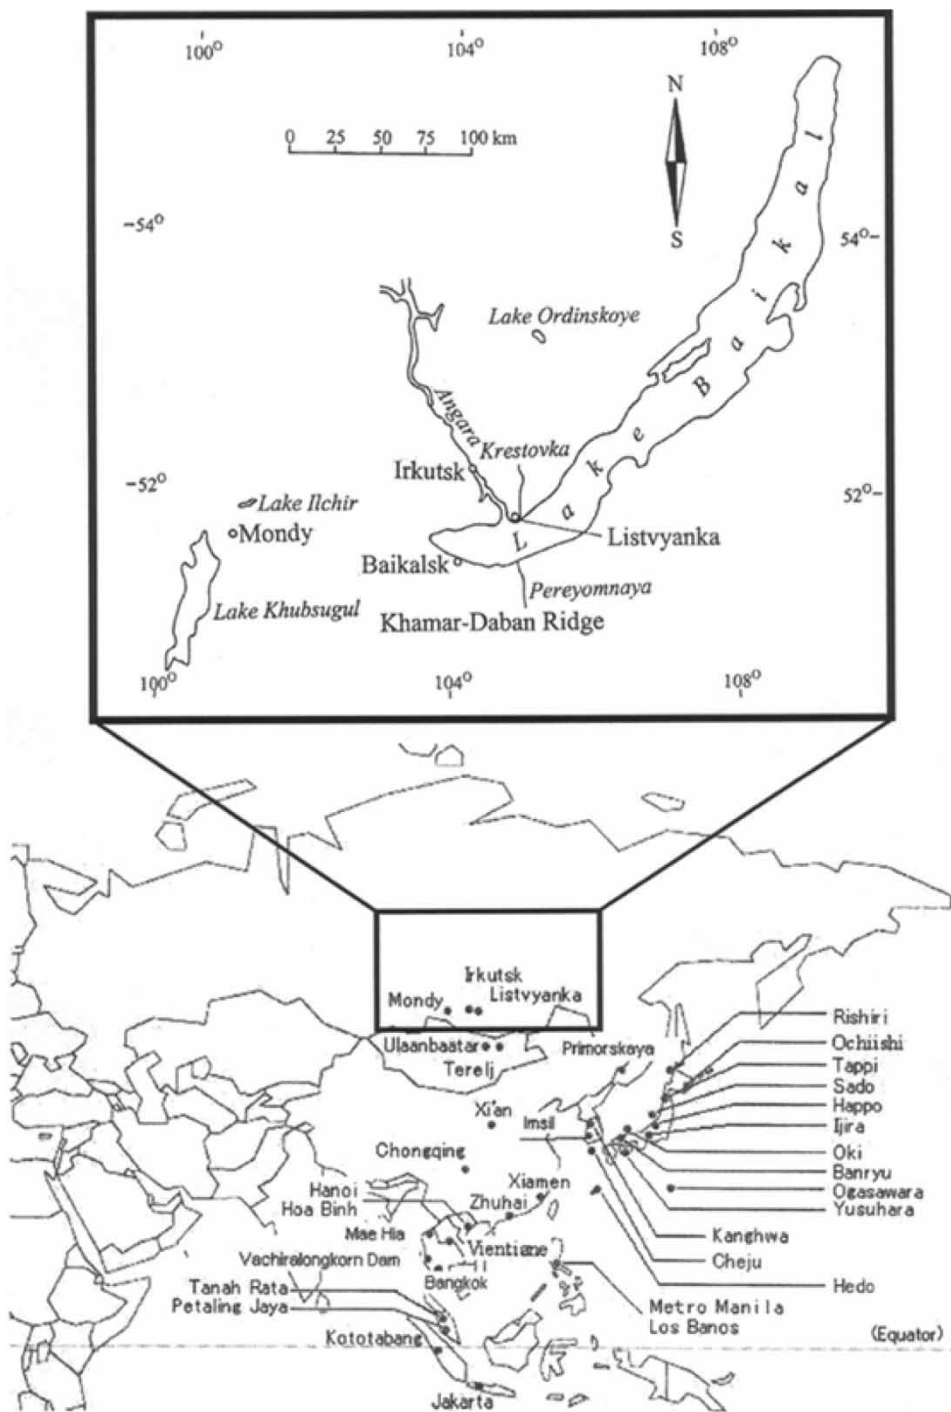 100°
104°
108°
N
0 25 50 75 100 km
S
-54°
54°-
Lake Ordinskoye
Angara
Krestovka
Irkutsk
-52°
52°-
Lake Ilchir
Mondy
Lake Baikal
Listvyanka
Baikalsk
Pereyomnaya
Lake Khubsugul
Khamar-Daban Ridge
100°
104°
108°
Irkutsk
Mondy
Listvyanka
Rishiri
Ulaanbaatar
Primorskaya
Ochiishi
Terelj
Tappi
Sado
Xi'an
Imsil
Happo
Ijira
Chongqing
Oki
Banryu
Xiamen
Hanoi
Ogasawara
Hoa Binh
Zhuhai
Yusuhara
Mae Hia
Kanghwa
Vientiane
Vachiralongkorn Dam
Cheju
Bangkok
Tanah Rata
Hedo
Petaling Jaya
Metro Manila
Los Banos
Kototabang
(Equator)
Jakarta